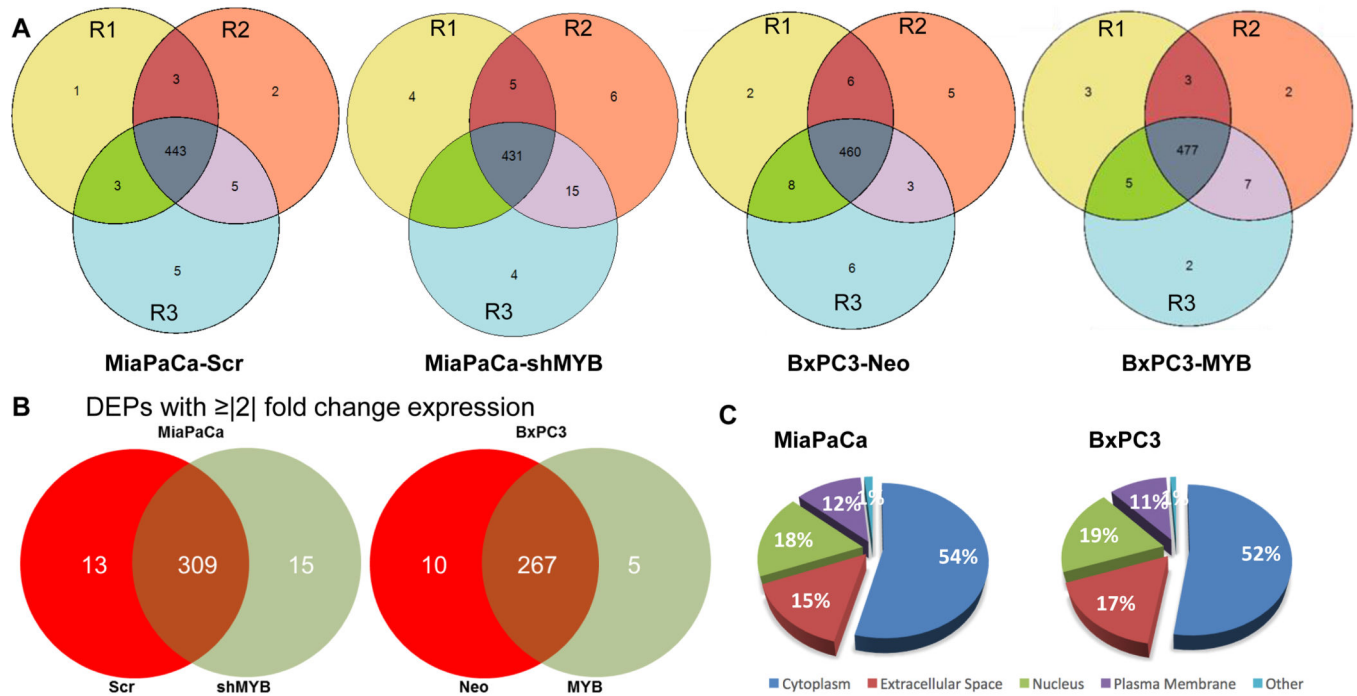 A
R1
R2
1
3
2
443
3
5
5
R3
MiaPaCa-Scr
R1
R2
4
5
6
431
15
4
R3
MiaPaCa-shMYB
R1
R2
2
6
5
460
8
3
6
R3
BxPC3-Neo
R1
R2
3
3
2
477
5
7
2
R3
BxPC3-MYB
B
DEPs with ≥|2| fold change expression
MiaPaCa
13
309
15
Scr
shMYB
BxPC3
10
267
5
Neo
MYB
C
MiaPaCa
12%
1%
18%
54%
15%
BxPC3
11%
1%
19%
52%
17%
Cytoplasm
Extracellular Space
Nucleus
Plasma Membrane
Other